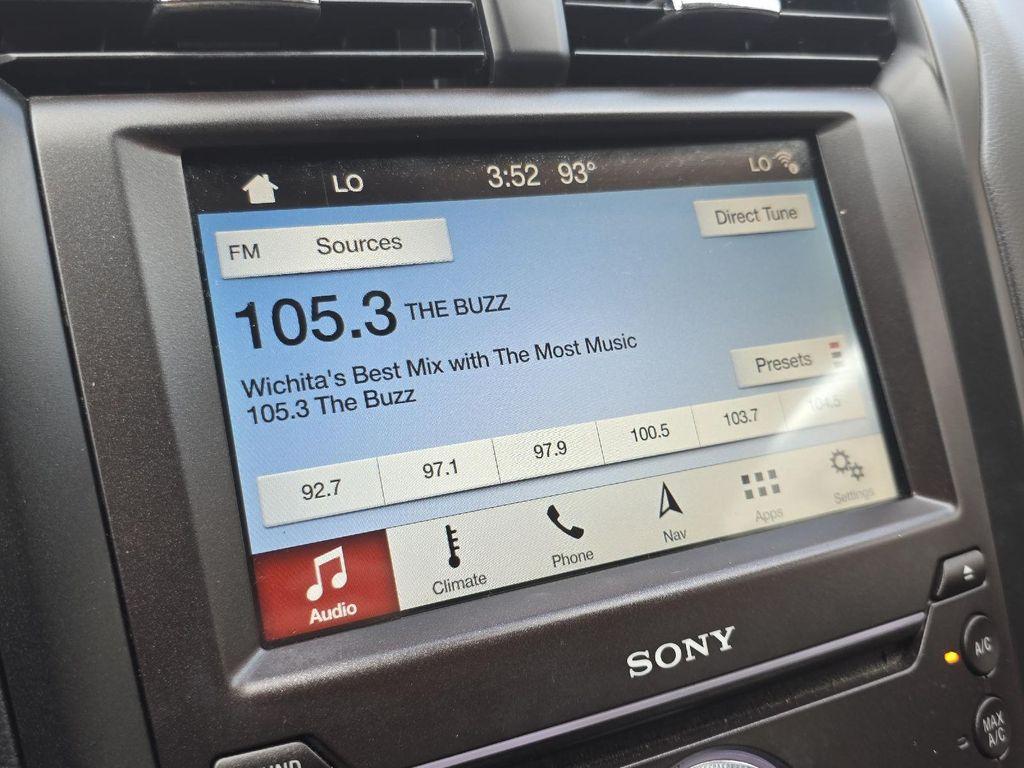 LO 3:52 93° LO
FM Sources Direct Tune
105.3 THE BUZZ
Wichita's Best Mix with The Most Music
105.3 The Buzz
Presets
92.7 97.1 97.9 100.5 103.7 104.5
Audio Climate Phone Nav Apps Settings
SONY
A/C
MAX
A/C